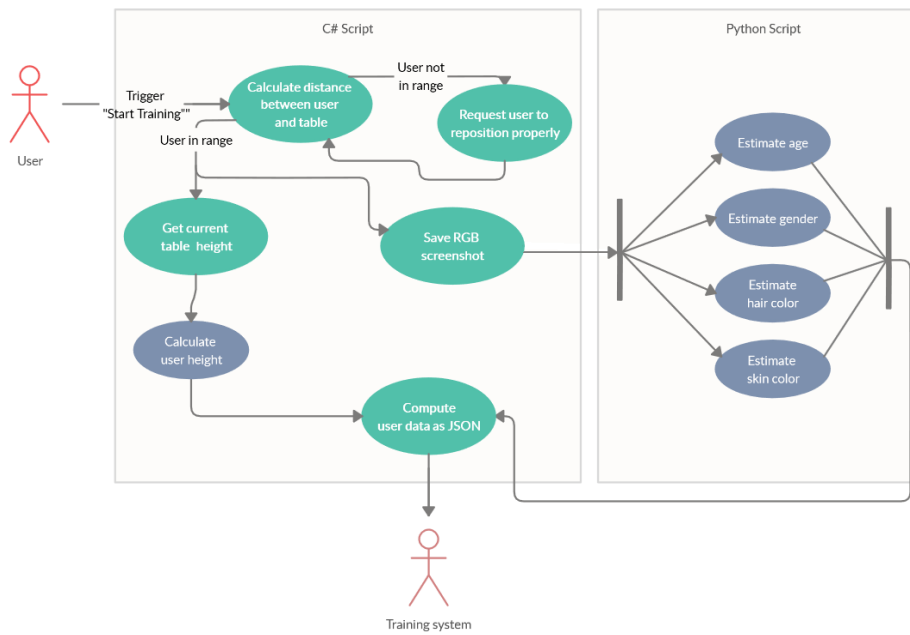 C# Script
Python Script
User
Trigger
"Start Training""
Calculate distance
between user
and table
User not
in range
Request user to
reposition properly
User in range
Get current
table height
Save RGB
screenshot
Calculate
user height
Compute
user data as JSON
Estimate age
Estimate gender
Estimate
hair color
Estimate
skin color
Training system